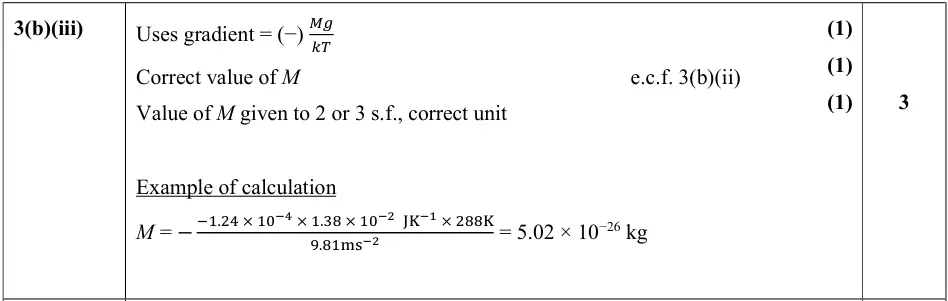 3(b)(iii)
Uses gradient = (−) Mg/kT (1)
Correct value of M e.c.f. 3(b)(ii) (1)
Value of M given to 2 or 3 s.f., correct unit (1) 3
Example of calculation
M = − −1.24 × 10⁻⁴ × 1.38 × 10⁻² JK⁻¹ × 288K / 9.81ms⁻² = 5.02 × 10⁻²⁶ kg